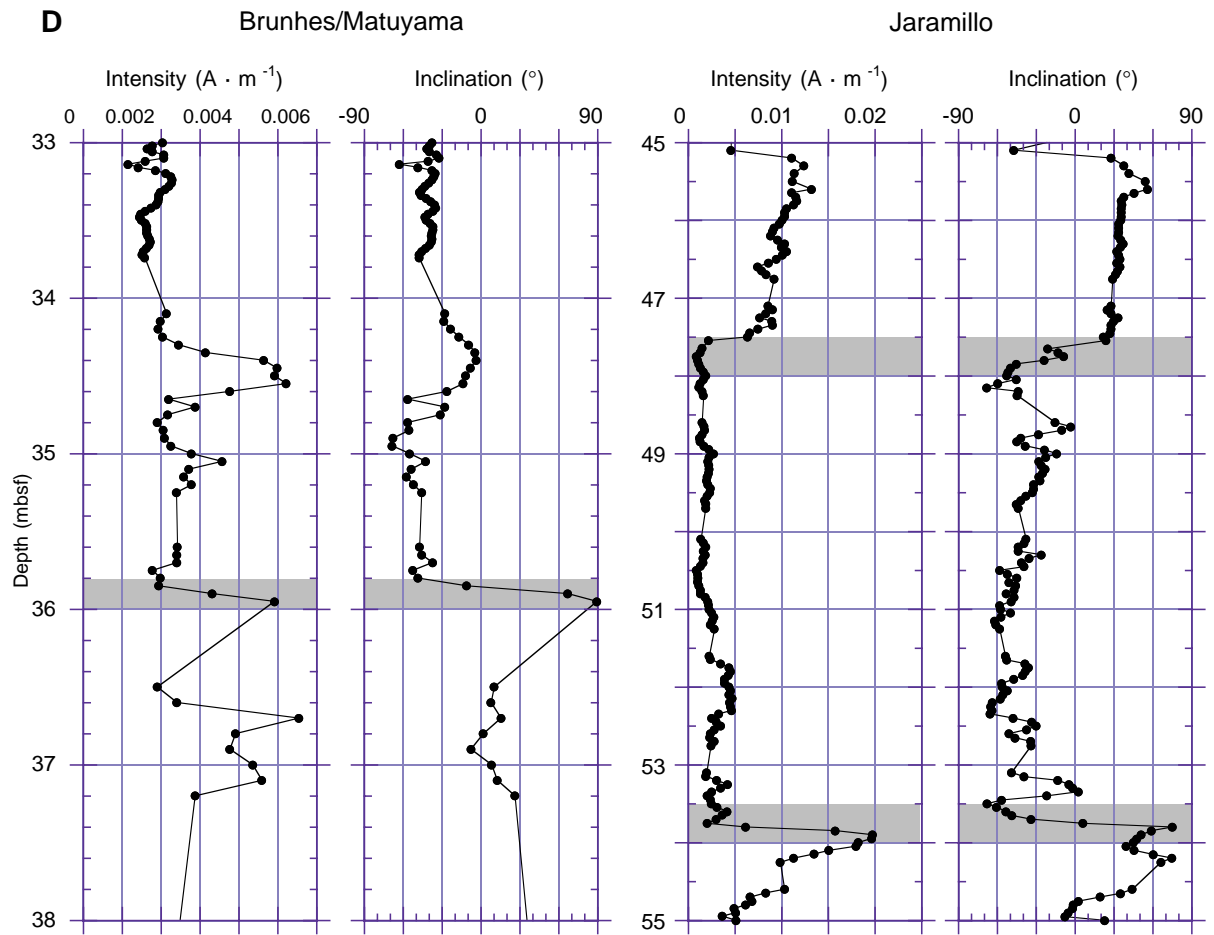 D Brunhes/Matuyama Jaramillo
Intensity (A · m -1) Inclination (°) Intensity (A · m -1) Inclination (°)
0 0.002 0.004 0.006 -90 0 90 0 0.01 0.02 -90 0 90
33 45
34 47
35 49
Depth (mbsf)
36 51
37 53
38 55